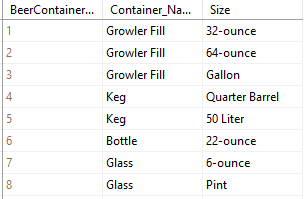 BeerContainer... Container_Na... Size
1 Growler Fill 32-ounce
2 Growler Fill 64-ounce
3 Growler Fill Gallon
4 Keg Quarter Barrel
5 Keg 50 Liter
6 Bottle 22-ounce
7 Glass 6-ounce
8 Glass Pint